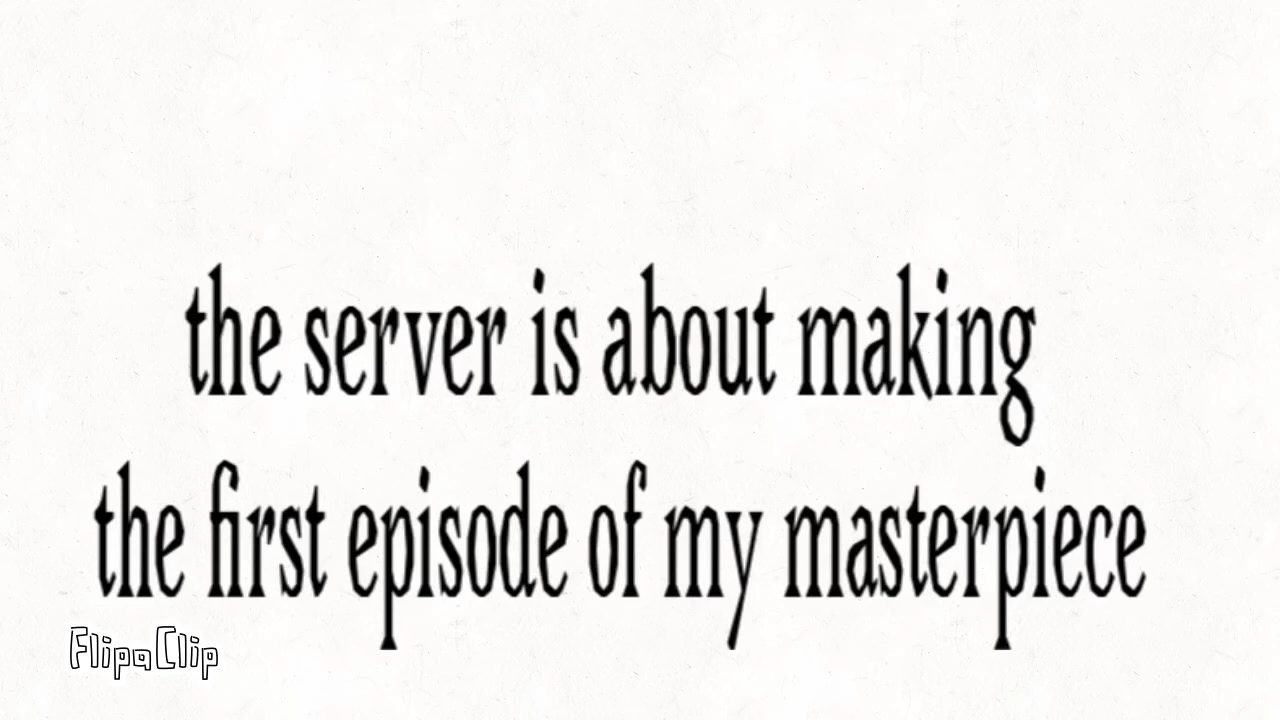 the server is about making
the first episode of my masterpiece
FlipaClip